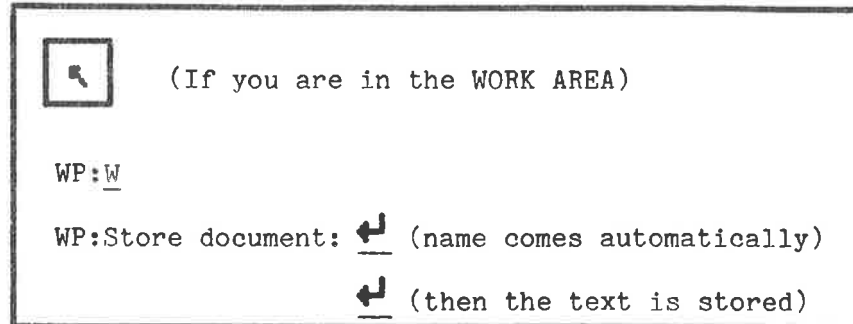 ↖ (If you are in the WORK AREA)
WP:W
WP:Store document: ↵ (name comes automatically)
↵ (then the text is stored)